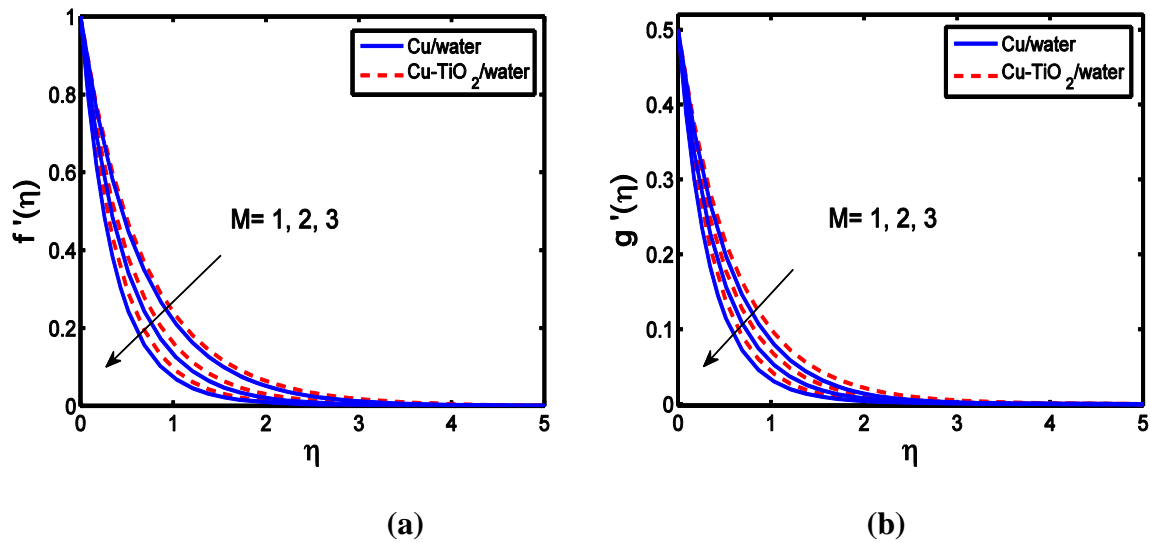 1
0.8
0.6
0.4
0.2
0
0 1 2 3 4 5
f '(η)
η
Cu/water
Cu-TiO2/water
M= 1, 2, 3
(a)
0.5
0.4
0.3
0.2
0.1
0
0 1 2 3 4 5
g '(η)
η
Cu/water
Cu-TiO2/water
M= 1, 2, 3
(b)